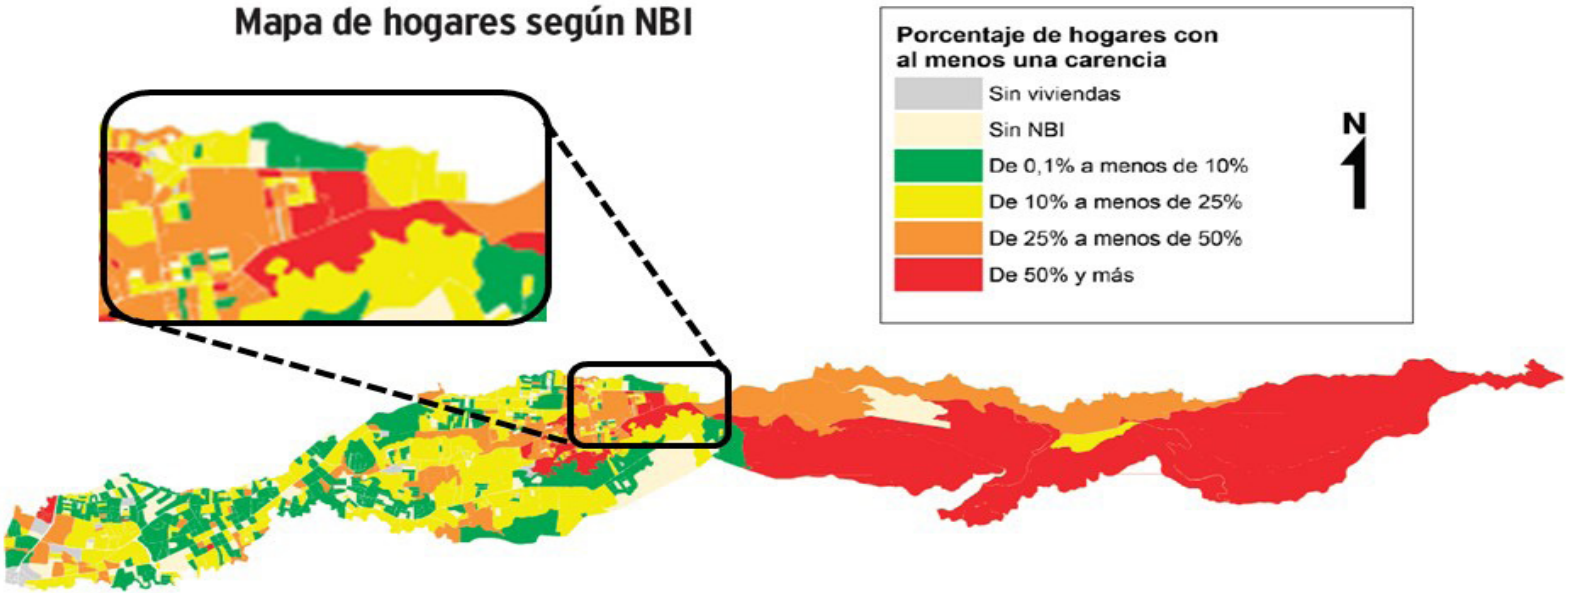 Mapa de hogares según NBI
Porcentaje de hogares con
al menos una carencia
Sin viviendas
Sin NBI
De 0,1% a menos de 10%
De 10% a menos de 25%
De 25% a menos de 50%
De 50% y más
N